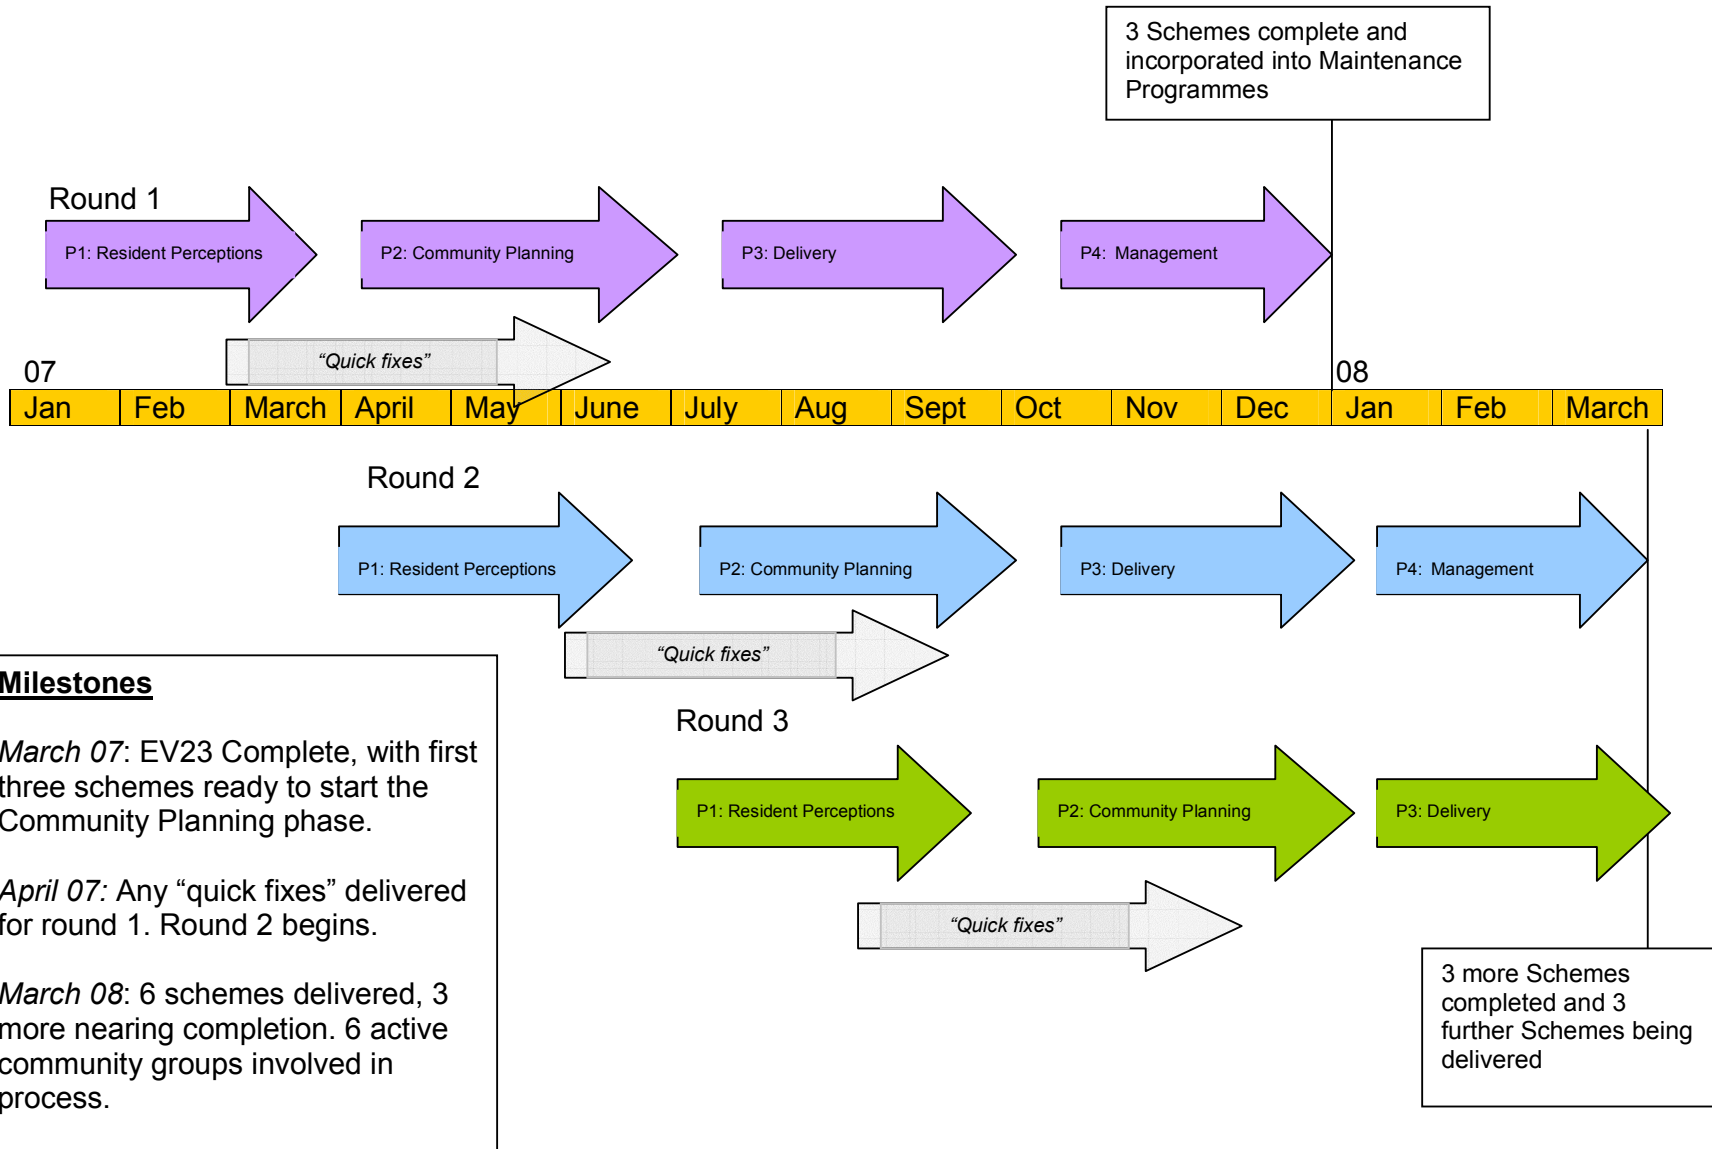 3 Schemes complete and
incorporated into Maintenance
Programmes
Round 1
P1: Resident Perceptions
P2: Community Planning
P3: Delivery
P4: Management
“Quick fixes”
07
08
Jan Feb March April May June July Aug Sept Oct Nov Dec Jan Feb March
Round 2
P1: Resident Perceptions
P2: Community Planning
P3: Delivery
P4: Management
“Quick fixes”
Round 3
P1: Resident Perceptions
P2: Community Planning
P3: Delivery
“Quick fixes”
Milestones
March 07: EV23 Complete, with first
three schemes ready to start the
Community Planning phase.
April 07: Any “quick fixes” delivered
for round 1. Round 2 begins.
March 08: 6 schemes delivered, 3
more nearing completion. 6 active
community groups involved in
process.
3 more Schemes
completed and 3
further Schemes being
delivered